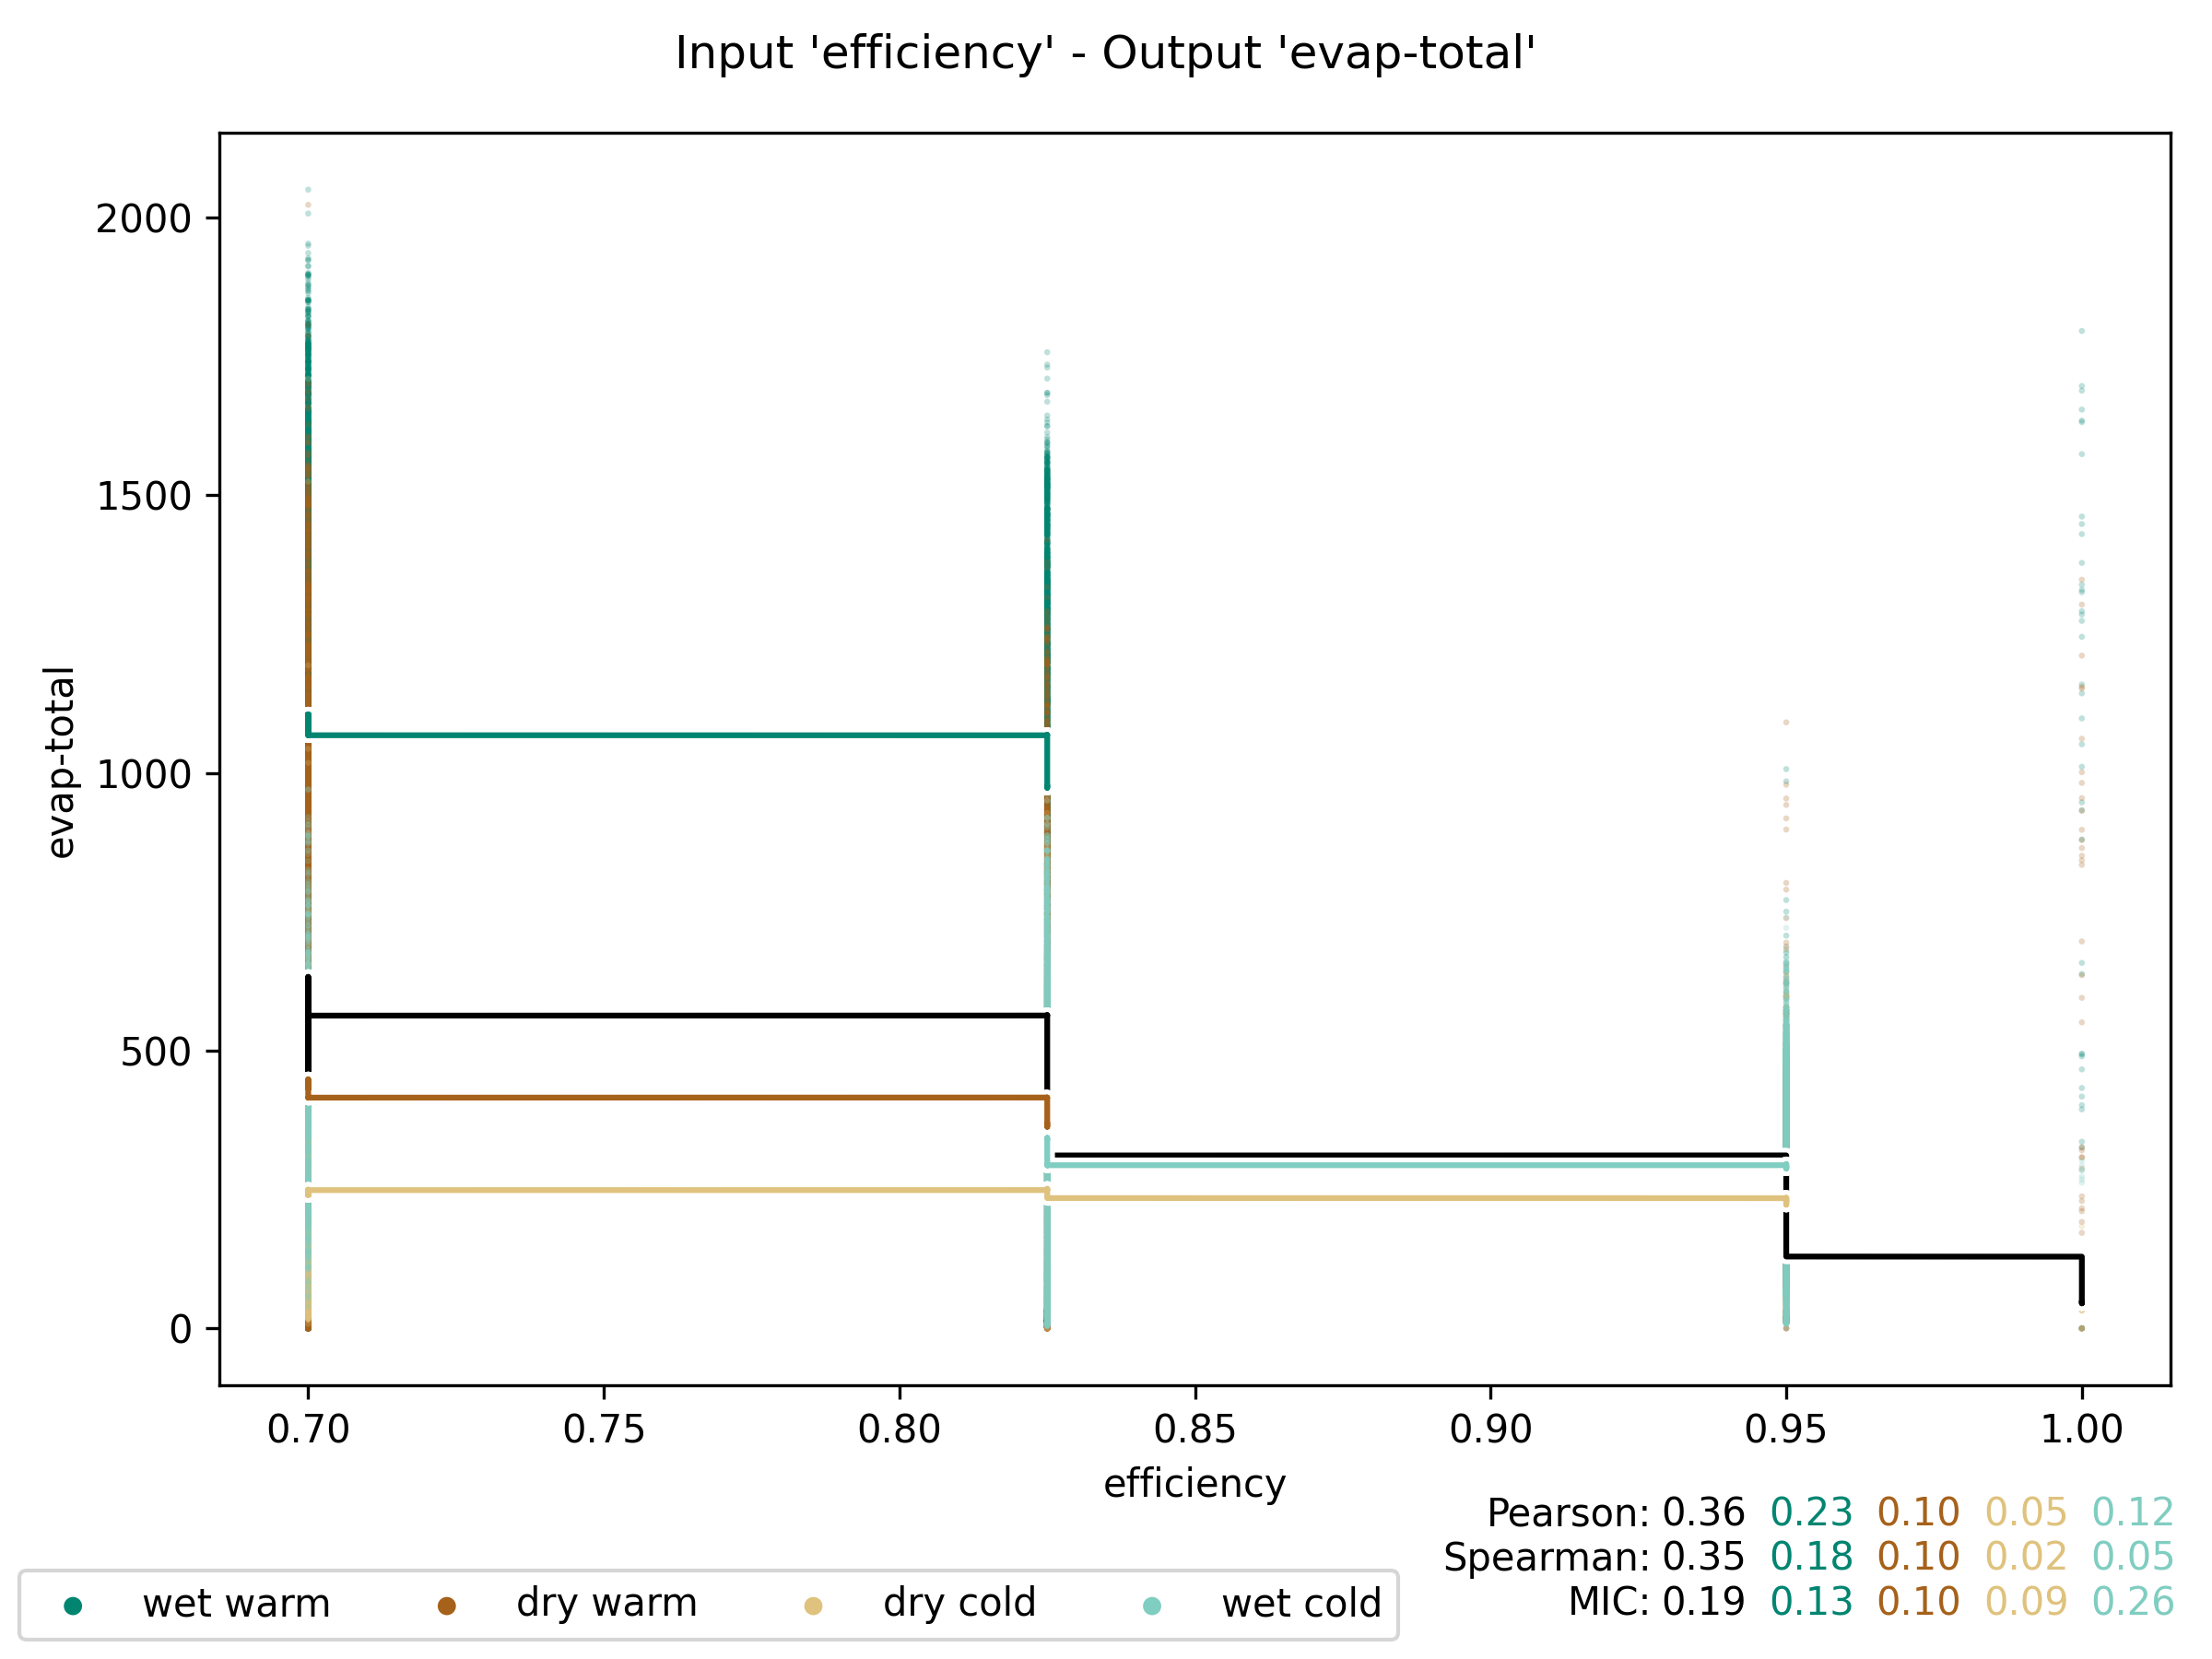 Input 'efficiency' - Output 'evap-total'
2000
1500
1000
500
0
evap-total
0.70 0.75 0.80 0.85 0.90 0.95 1.00
efficiency
Pearson: 0.36 0.23 0.10 0.05 0.12
Spearman: 0.35 0.18 0.10 0.02 0.05
MIC: 0.19 0.13 0.10 0.09 0.26
wet warm dry warm dry cold wet cold